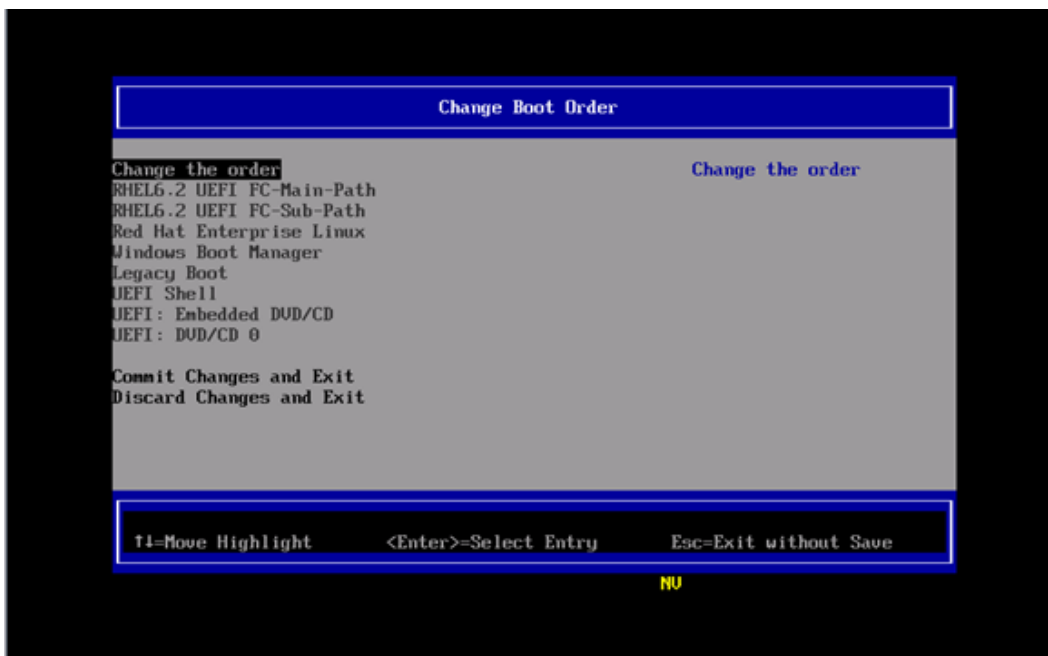 Change Boot Order
Change the order
Change the order
RHEL6.2 UEFI FC-Main-Path
RHEL6.2 UEFI FC-Sub-Path
Red Hat Enterprise Linux
Windows Boot Manager
Legacy Boot
UEFI Shell
UEFI: Embedded DVD/CD
UEFI: DVD/CD 0
Commit Changes and Exit
Discard Changes and Exit
↑↓=Move Highlight <Enter>=Select Entry Esc=Exit without Save
NV